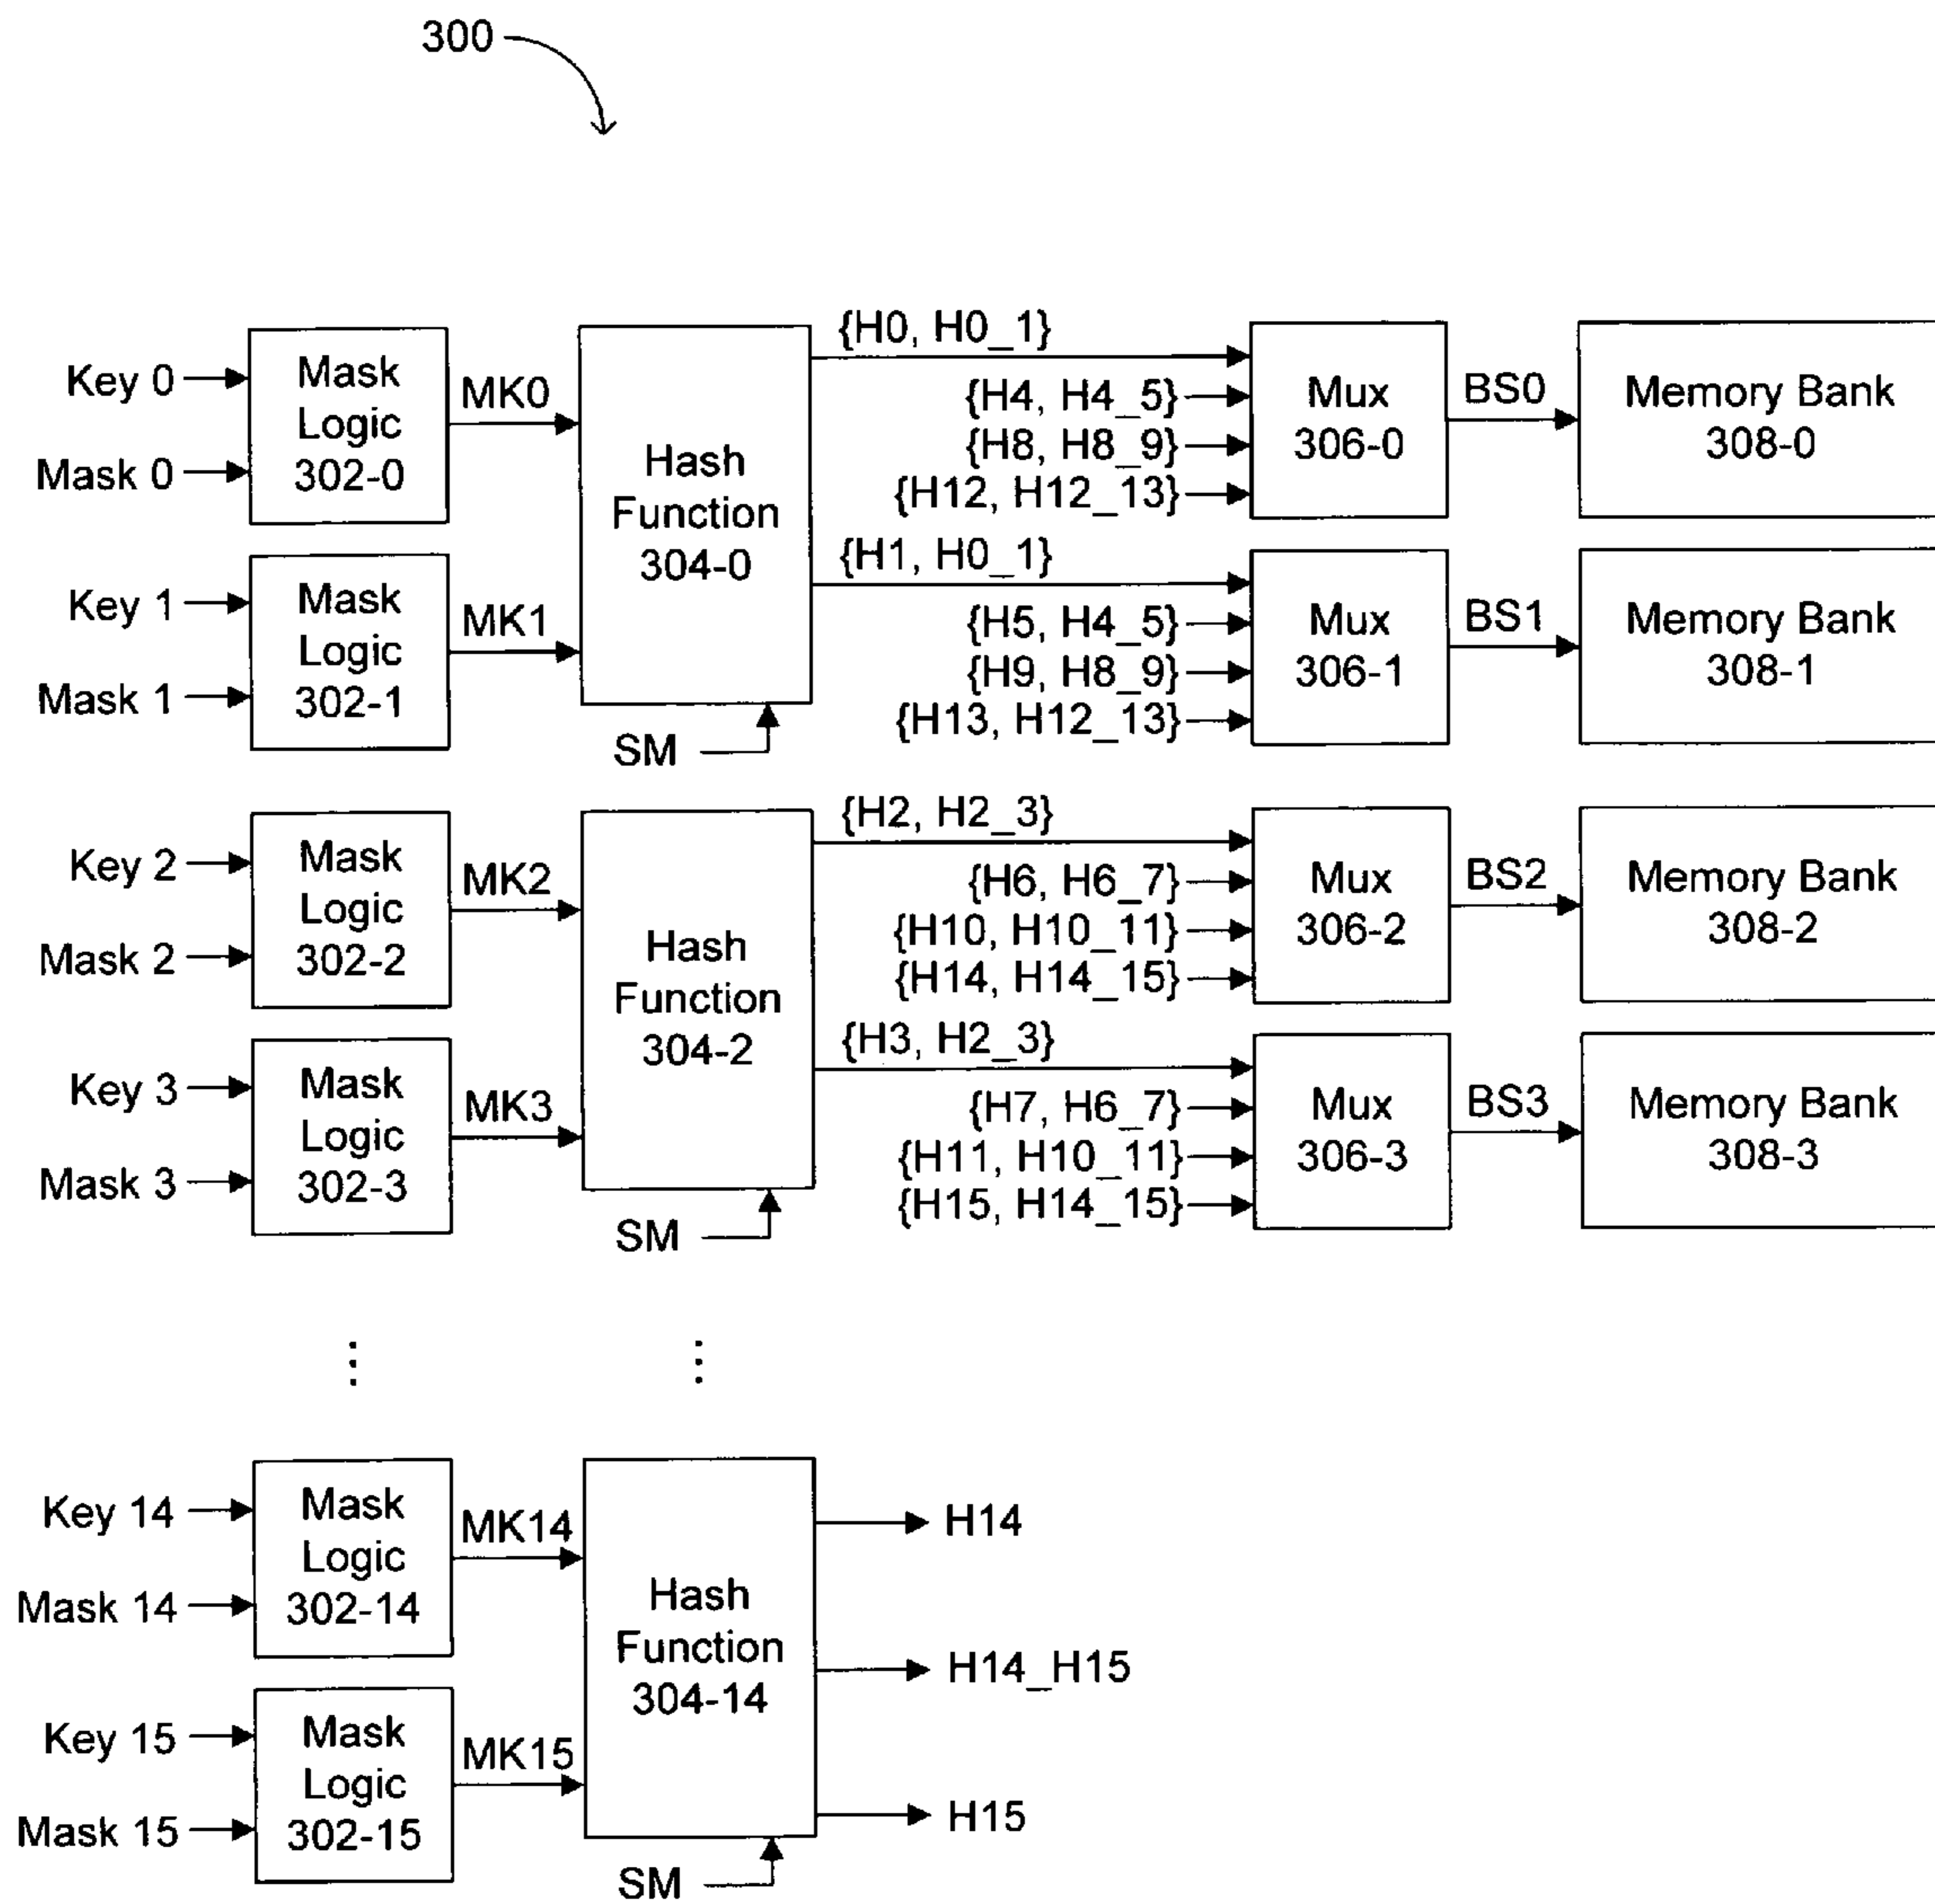 300
Key 0
Mask 0
Mask
Logic
302-0
MK0
Key 1
Mask 1
Mask
Logic
302-1
MK1
Hash
Function
304-0
SM
{H0, H0_1}
{H4, H4_5}
{H8, H8_9}
{H12, H12_13}
Mux
306-0
BS0
Memory Bank
308-0
{H1, H0_1}
{H5, H4_5}
{H9, H8_9}
{H13, H12_13}
Mux
306-1
BS1
Memory Bank
308-1
Key 2
Mask 2
Mask
Logic
302-2
MK2
Key 3
Mask 3
Mask
Logic
302-3
MK3
Hash
Function
304-2
SM
{H2, H2_3}
{H6, H6_7}
{H10, H10_11}
{H14, H14_15}
Mux
306-2
BS2
Memory Bank
308-2
{H3, H2_3}
{H7, H6_7}
{H11, H10_11}
{H15, H14_15}
Mux
306-3
BS3
Memory Bank
308-3
Key 14
Mask 14
Mask
Logic
302-14
MK14
Key 15
Mask 15
Mask
Logic
302-15
MK15
Hash
Function
304-14
SM
H14
H14_H15
H15